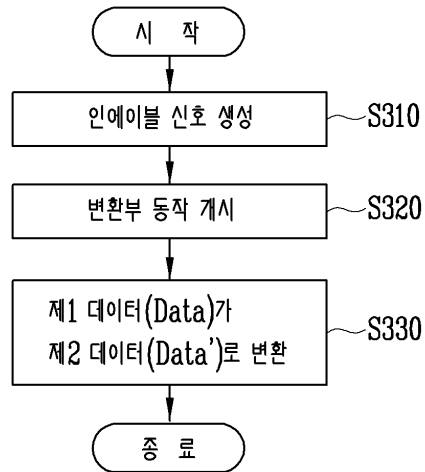 시 작
인에이블 신호 생성
S310
변환부 동작 개시
S320
제1 데이터(Data)가
제2 데이터(Data')로 변환
S330
종 료